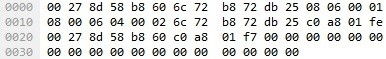 0000 00 27 8d 58 b8 60 6c 72 b8 72 db 25 08 06 00 01
0010 08 00 06 04 00 02 6c 72 b8 72 db 25 c0 a8 01 fe
0020 00 27 8d 58 b8 60 c0 a8 01 f7 00 00 00 00 00 00
0030 00 00 00 00 00 00 00 00 00 00 00 00